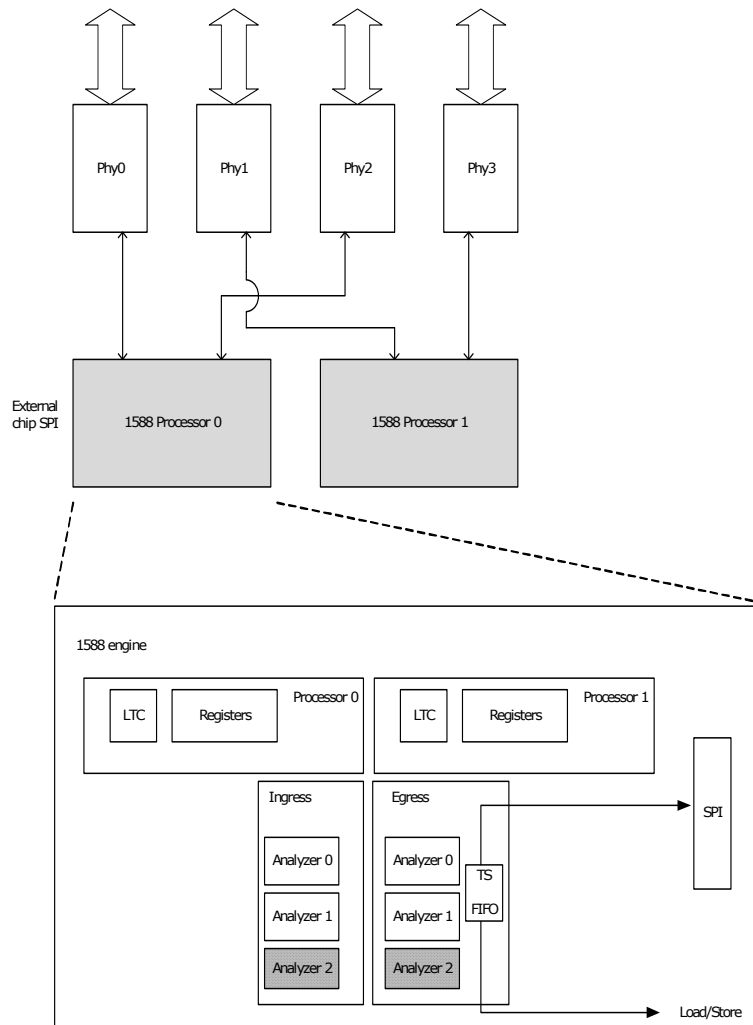 Phy0
Phy1
Phy2
Phy3
External
chip SPI
1588 Processor 0
1588 Processor 1
1588 engine
Processor 0
LTC
Registers
Processor 1
LTC
Registers
Ingress
Analyzer 0
Analyzer 1
Analyzer 2
Egress
Analyzer 0
Analyzer 1
Analyzer 2
TS
FIFO
SPI
Load/Store